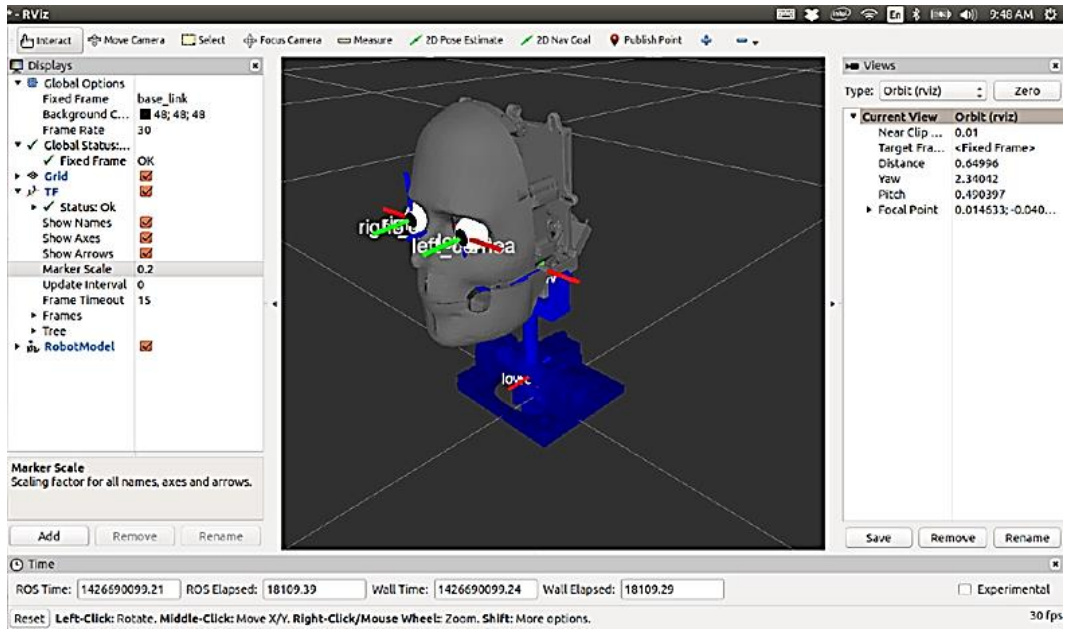 - RViz
En
9:48 AM
Interact Move Camera Select Focus Camera Measure 2D Pose Estimate 2D Nav Goal Publish Point
Displays
Global Options
Fixed Frame base_link
Background C... 48; 48; 48
Frame Rate 30
Global Status:...
Fixed Frame OK
Grid
TF
Status: Ok
Show Names
Show Axes
Show Arrows
Marker Scale 0.2
Update Interval 0
Frame Timeout 15
Frames
Tree
RobotModel
Marker Scale
Scaling factor for all names, axes and arrows.
Add Remove Rename
Views
Type: Orbit (rviz) Zero
Current View Orbit (rviz)
Near Clip ... 0.01
Target Fra... <Fixed Frame>
Distance 0.64996
Yaw 2.34042
Pitch 0.490397
Focal Point 0.014633; -0.040...
Save Remove Rename
Time
ROS Time: 1426690099.21 ROS Elapsed: 18109.39 Wall Time: 1426690099.24 Wall Elapsed: 18109.29 Experimental
Reset Left-Click: Rotate. Middle-Click: Move X/Y. Right-Click/Mouse Wheel: Zoom. Shift: More options. 30 fps